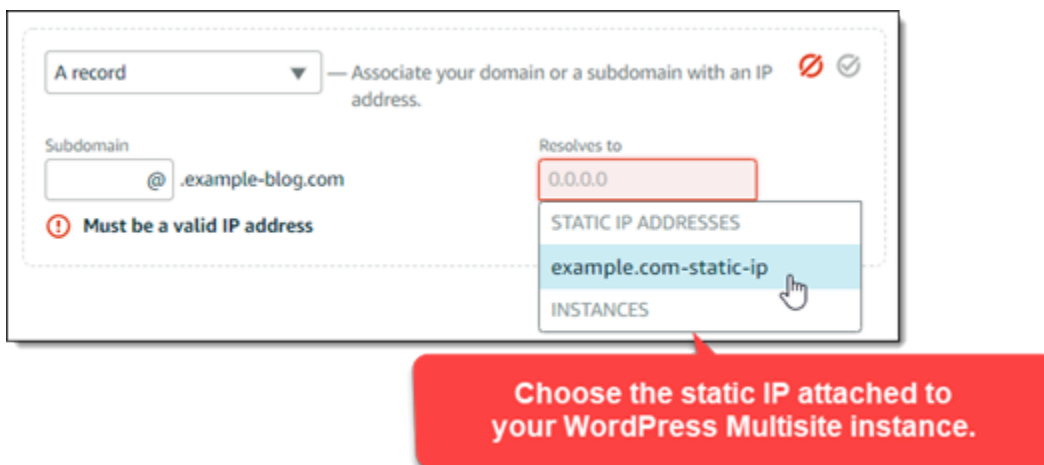 A record
— Associate your domain or a subdomain with an IP
address.
Subdomain
Resolves to
@ .example-blog.com
0.0.0.0
Must be a valid IP address
STATIC IP ADDRESSES
example.com-static-ip
INSTANCES
Choose the static IP attached to
your WordPress Multisite instance.